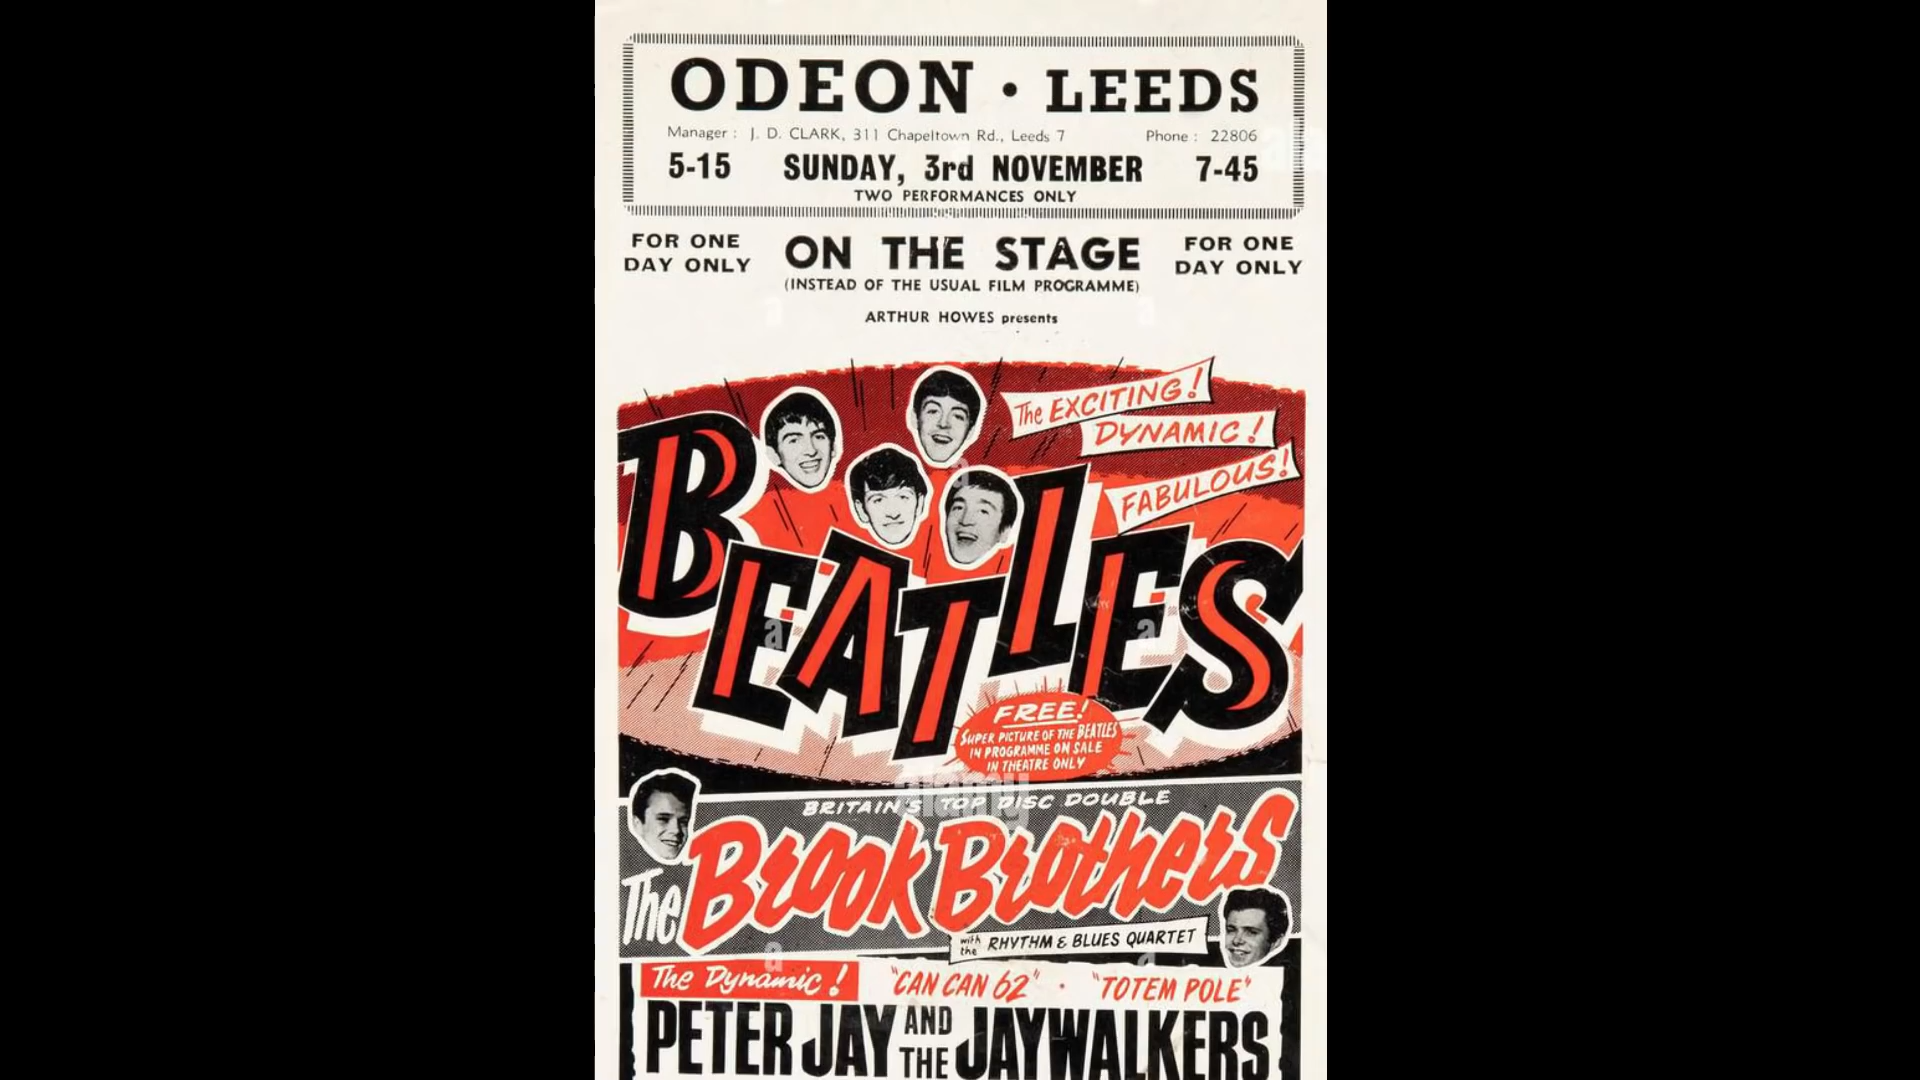 ODEON • LEEDS
Manager : J. D. CLARK, 311 Chapeltown Rd., Leeds 7 Phone : 22806
5-15 SUNDAY, 3rd NOVEMBER 7-45
TWO PERFORMANCES ONLY
FOR ONE DAY ONLY
ON THE STAGE
FOR ONE DAY ONLY
(INSTEAD OF THE USUAL FILM PROGRAMME)
ARTHUR HOWES presents
The EXCITING!
DYNAMIC!
FABULOUS!
BEATLES
FREE!
SUPER PICTURE OF THE BEATLES
IN PROGRAMME ON SALE
IN THEATRE ONLY
BRITAIN'S TOP DISC DOUBLE
The Brook Brothers
with the RHYTHM & BLUES QUARTET
The Dynamic! "CAN CAN 62" • "TOTEM POLE"
PETER JAY AND THE JAYWALKERS
alamy